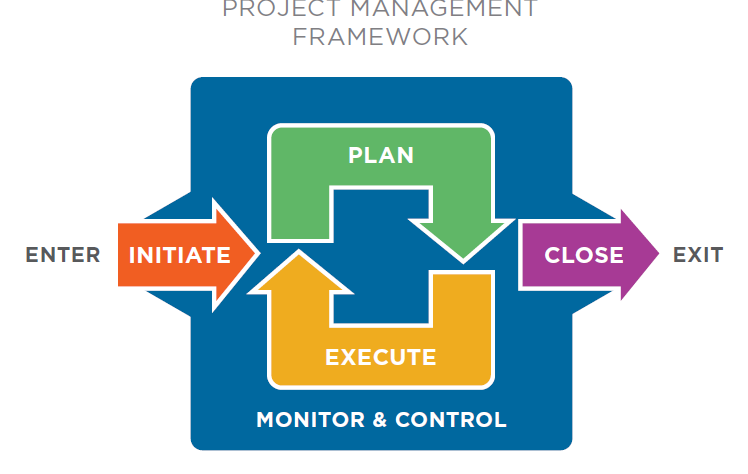 PROJECT MANAGEMENT
FRAMEWORK
PLAN
ENTER
INITIATE
CLOSE
EXIT
EXECUTE
MONITOR & CONTROL